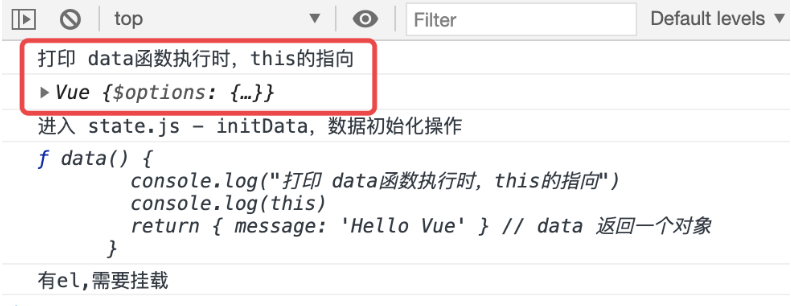 top
Filter
Default levels
打印 data函数执行时，this的指向
Vue {$options: {…}}
进入 state.js - initData，数据初始化操作
ƒ data() {
console.log("打印 data函数执行时，this的指向")
console.log(this)
return { message: 'Hello Vue' } // data 返回一个对象
}
有el,需要挂载